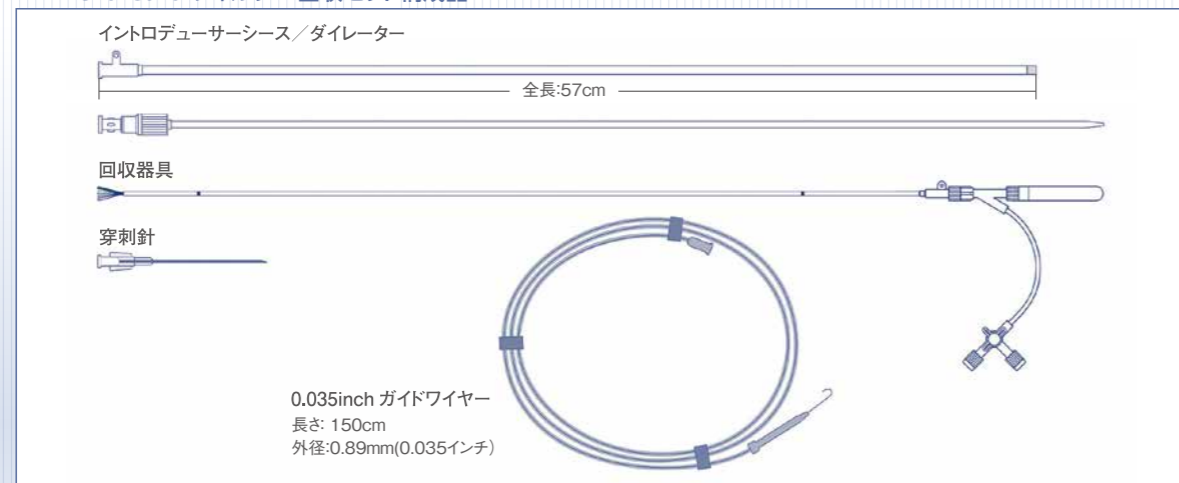 イントロデューサーシース／ダイレーター
全長:57cm
回収器具
穿刺針
0.035inch ガイドワイヤー
長さ: 150cm
外径:0.89mm(0.035インチ)